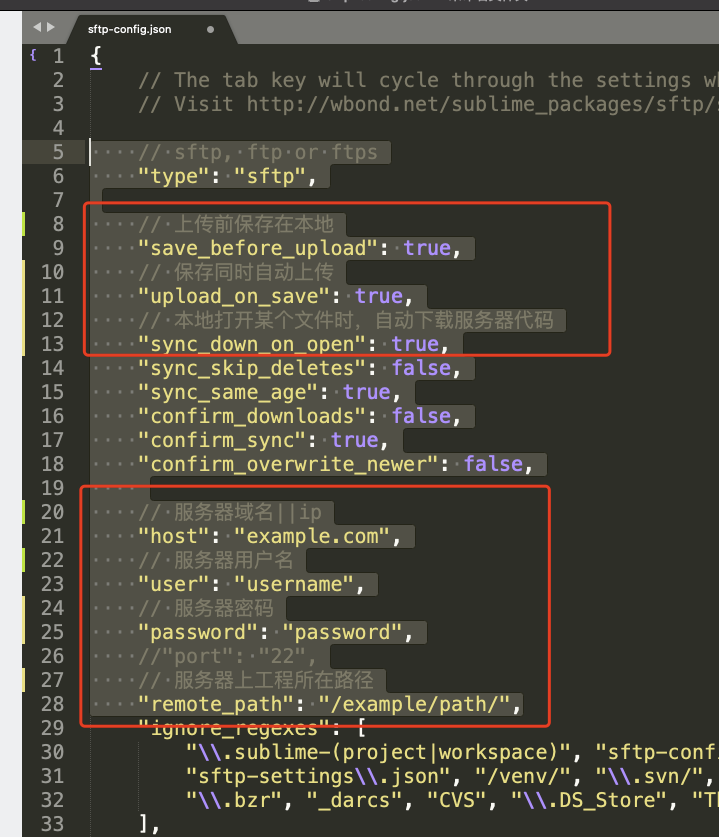 sftp-config.json
1 {
2 // The tab key will cycle through the settings
3 // Visit http://wbond.net/sublime_packages/sftp/
4
5 // sftp, ftp or ftps
6 "type": "sftp",
7
8 // 上传前保存在本地
9 "save_before_upload": true,
10 // 保存同时自动上传
11 "upload_on_save": true,
12 // 本地打开某个文件时，自动下载服务器代码
13 "sync_down_on_open": true,
14 "sync_skip_deletes": false,
15 "sync_same_age": true,
16 "confirm_downloads": false,
17 "confirm_sync": true,
18 "confirm_overwrite_newer": false,
19
20 // 服务器域名||ip
21 "host": "example.com",
22 // 服务器用户名
23 "user": "username",
24 // 服务器密码
25 "password": "password",
26 //"port": "22",
27 // 服务器上工程所在路径
28 "remote_path": "/example/path/",
29 "ignore_regexes": [
30 "\\.sublime-(project|workspace)", "sftp-conf
31 "sftp-settings\\.json", "/venv/", "\\.svn/",
32 "\\.bzr", "_darcs", "CVS", "\\.DS_Store",
33 ],